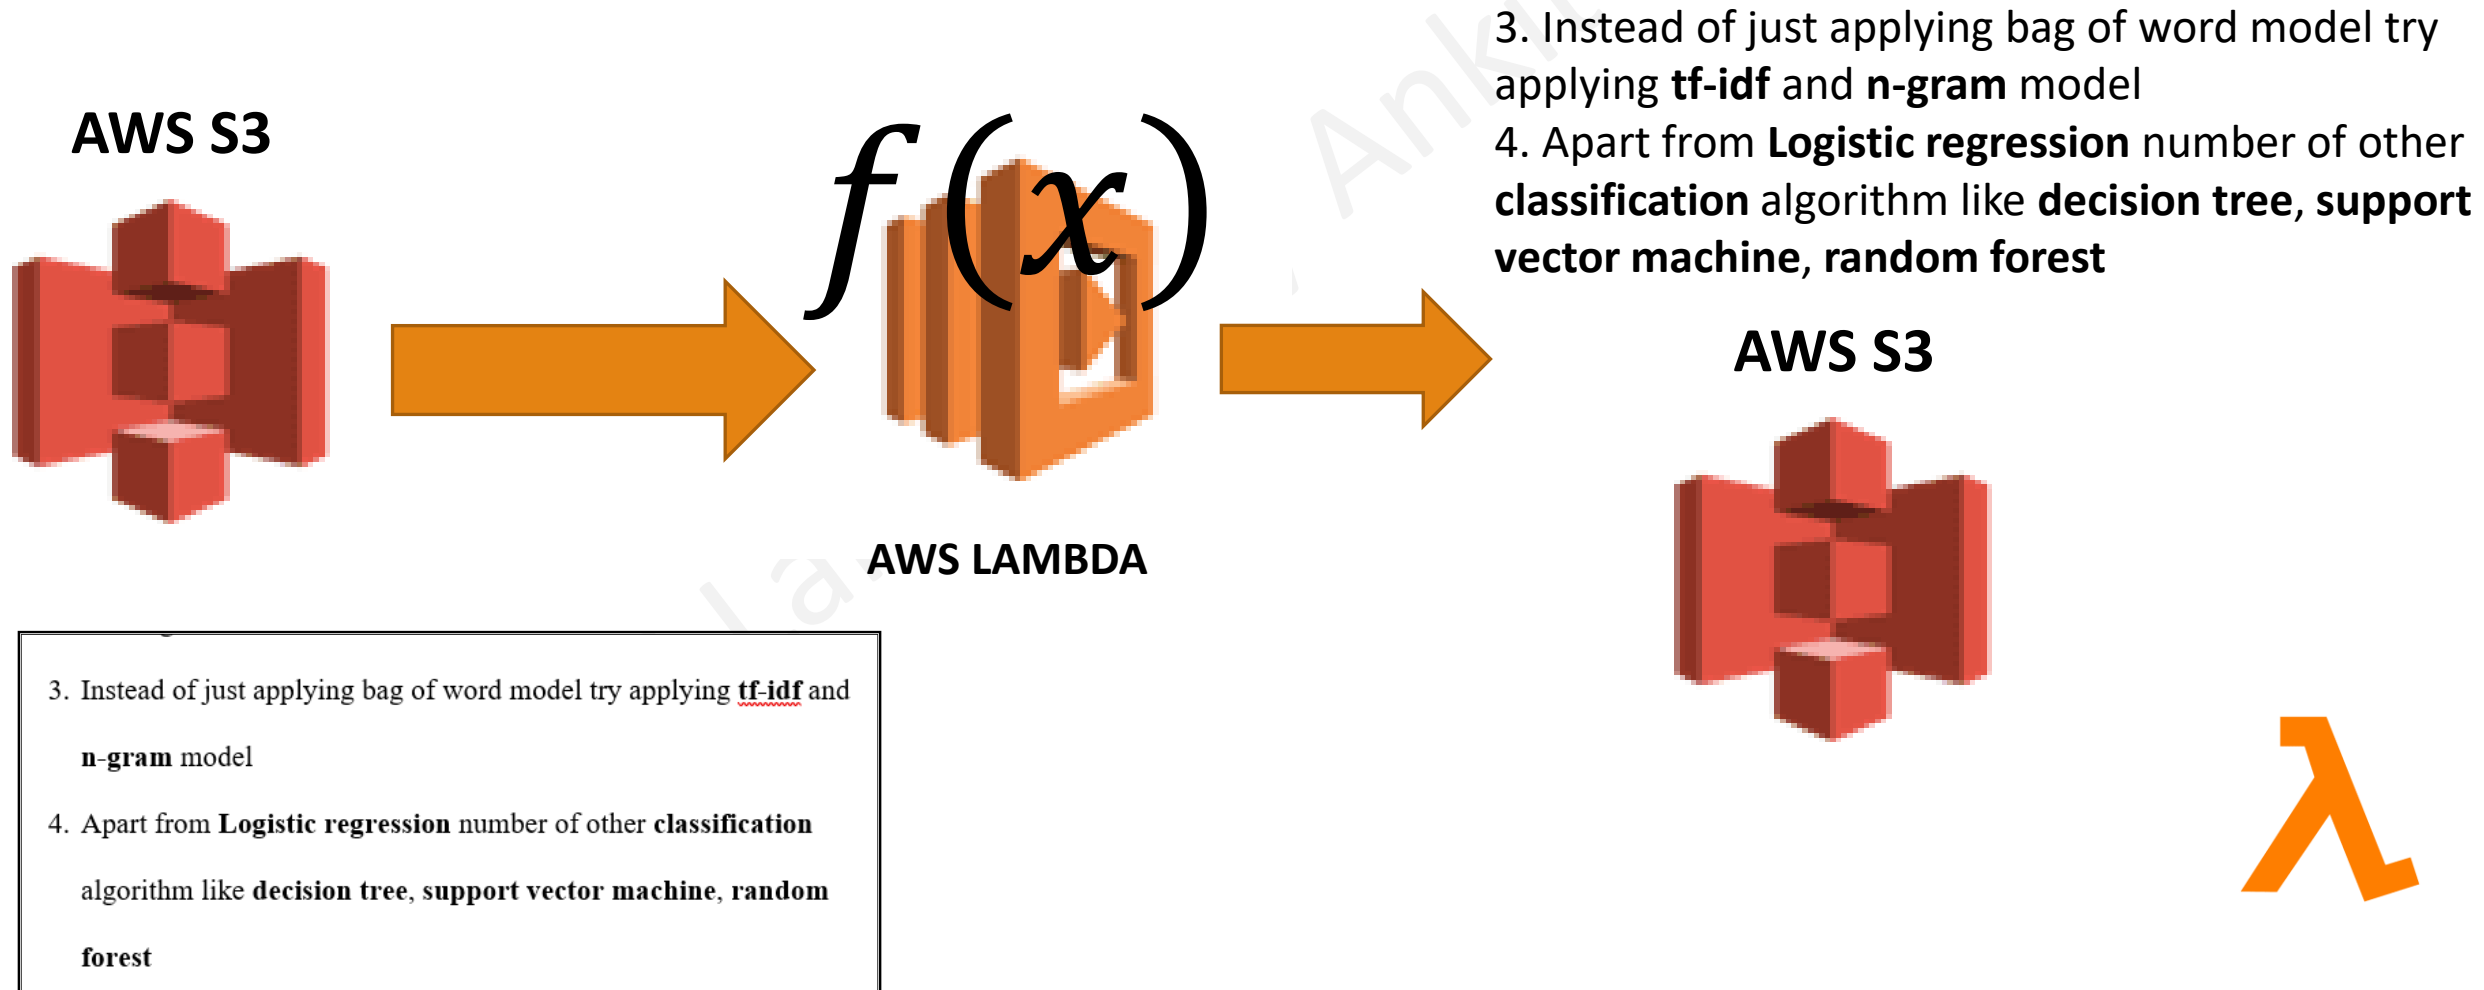 3. Instead of just applying bag of word model try
applying tf-idf and n-gram model
4. Apart from Logistic regression number of other
classification algorithm like decision tree, support
vector machine, random forest
AWS S3
f(x)
AWS S3
AWS LAMBDA
3. Instead of just applying bag of word model try applying tf-idf and
n-gram model
4. Apart from Logistic regression number of other classification
algorithm like decision tree, support vector machine, random
forest
λ